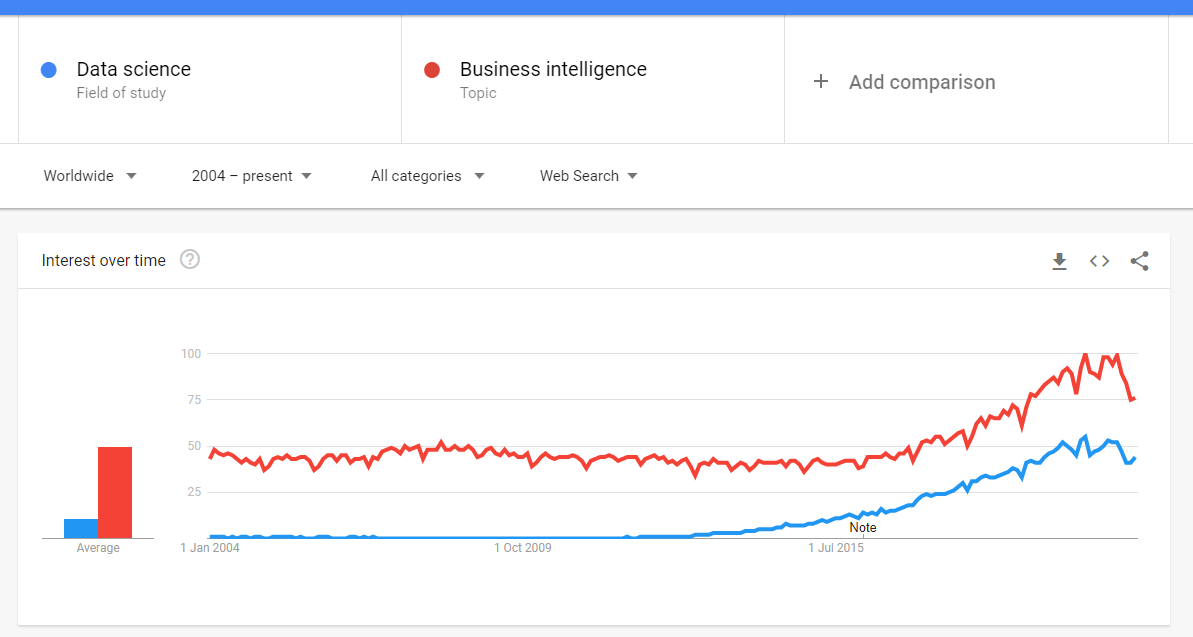 Data science
Field of study
Business intelligence
Topic
+ Add comparison
Worldwide
2004 – present
All categories
Web Search
Interest over time ?
100
75
50
25
Average
1 Jan 2004
1 Oct 2009
1 Jul 2015
Note